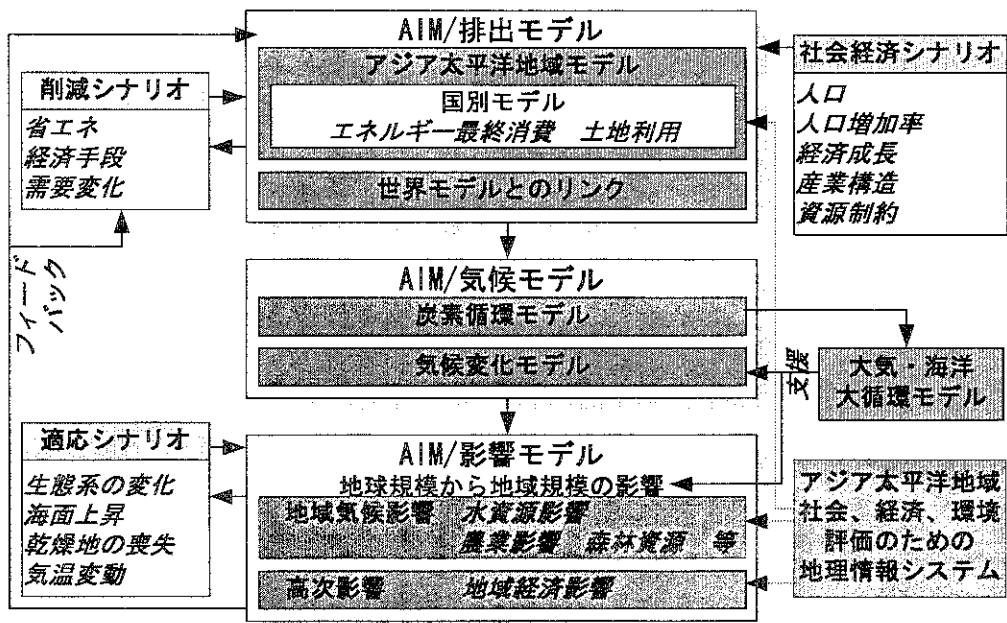 AIM/排出モデル
アジア太平洋地域モデル
国別モデル
エネルギー最終消費 土地利用
世界モデルとのリンク
削減シナリオ
省エネ
経済手段
需要変化
社会経済シナリオ
人口
人口増加率
経済成長
産業構造
資源制約
フィード
バック
AIM/気候モデル
炭素循環モデル
気候変化モデル
支援
大気・海洋
大循環モデル
適応シナリオ
生態系の変化
海面上昇
乾燥地の喪失
気温変動
AIM/影響モデル
地球規模から地域規模の影響
地域気候影響 水資源影響
農業影響 森林資源 等
高次影響 地域経済影響
アジア太平洋地域
社会、経済、環境
評価のための
地理情報システム